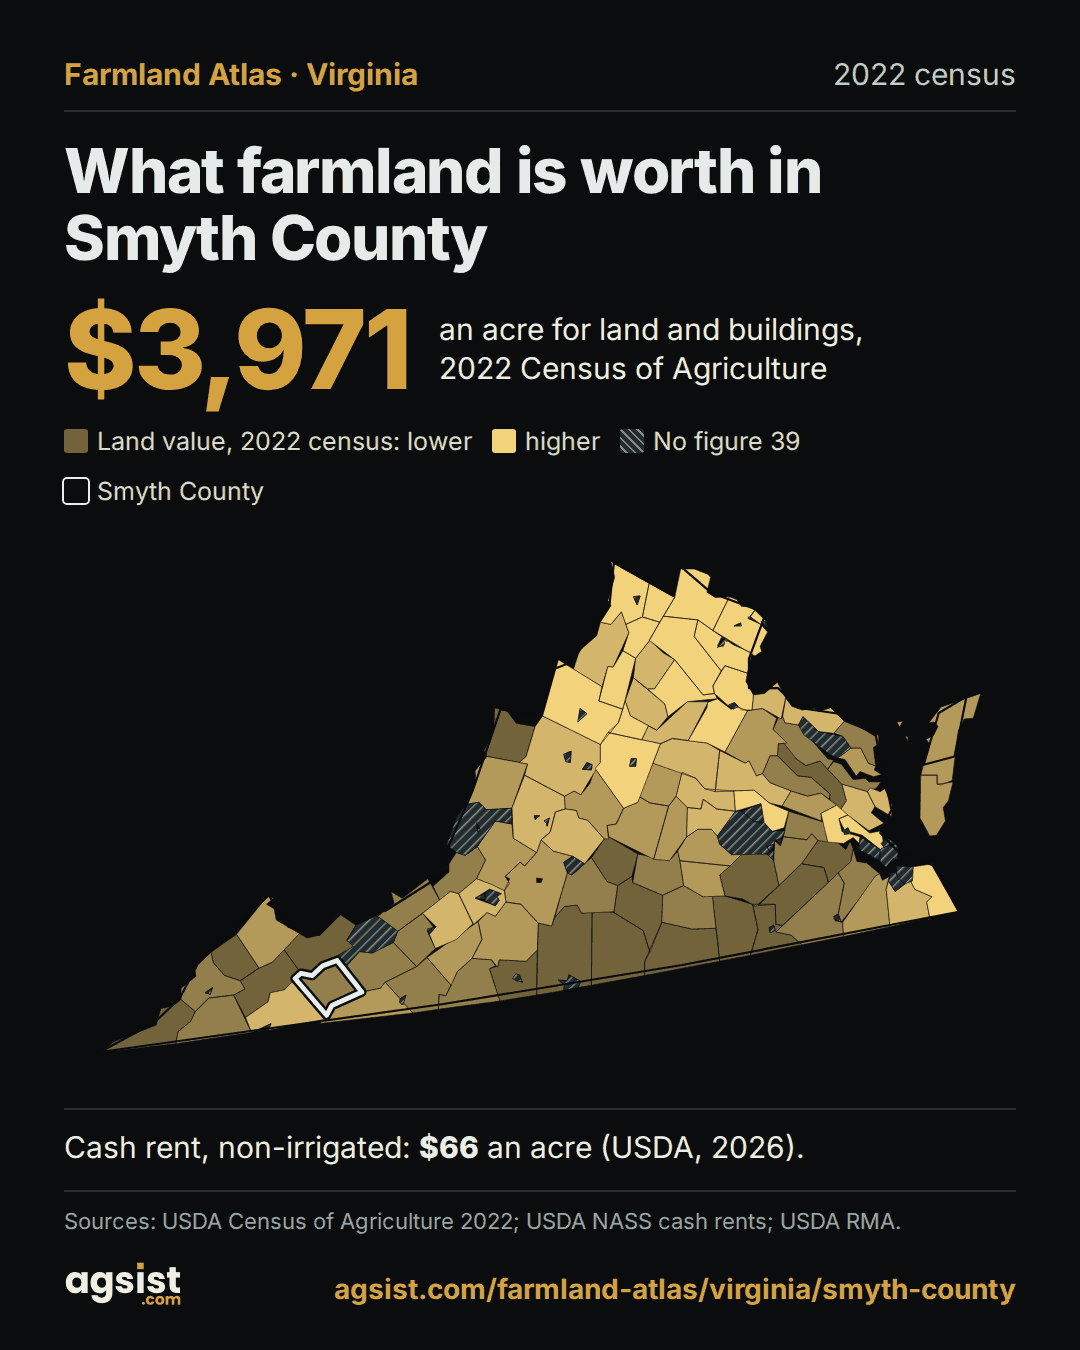 Farmland Atlas · Virginia
2022 census
What farmland is worth in
Smyth County
$3,971
an acre for land and buildings,
2022 Census of Agriculture
Land value, 2022 census: lower
higher
No figure 39
Smyth County
Cash rent, non-irrigated: $66 an acre (USDA, 2026).
Sources: USDA Census of Agriculture 2022; USDA NASS cash rents; USDA RMA.
agsist
.com
agsist.com/farmland-atlas/virginia/smyth-county